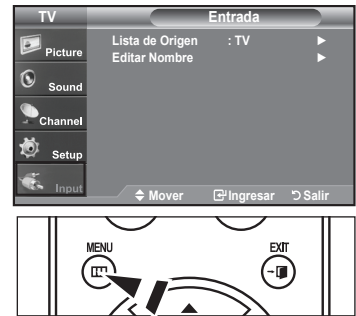 TV Entrada
Picture
Sound
Channel
Setup
Input
Lista de Origen : TV
Editar Nombre
Mover Ingresar Salir
MENU EXIT